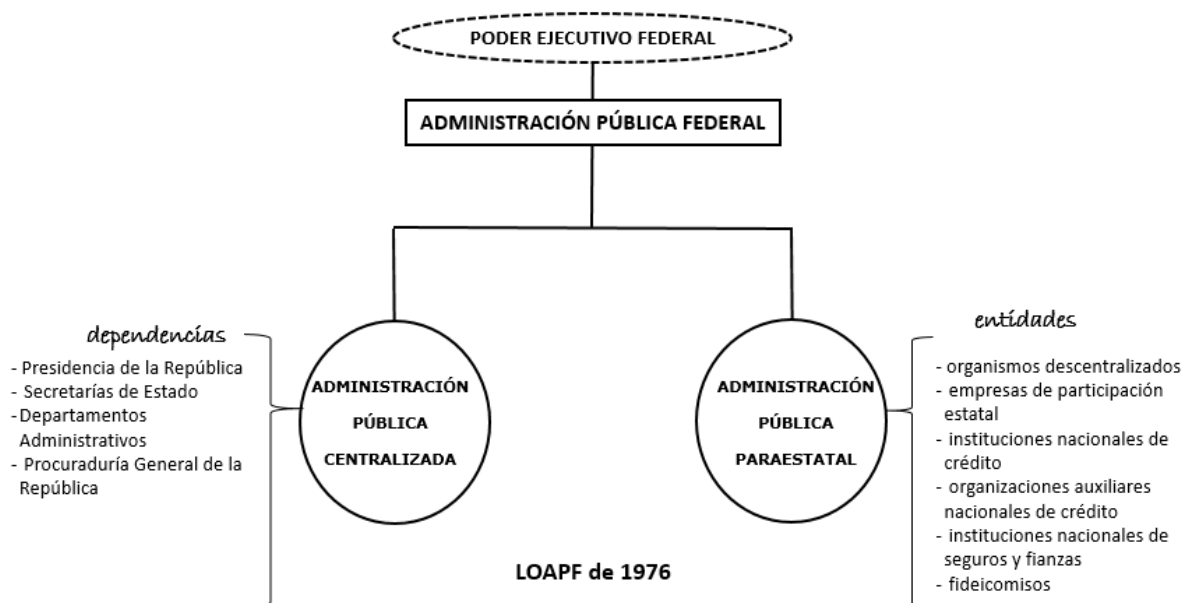 PODER EJECUTIVO FEDERAL
ADMINISTRACIÓN PÚBLICA FEDERAL
dependencias
- Presidencia de la República
- Secretarías de Estado
-Departamentos
Administrativos
- Procuraduría General de la
República
ADMINISTRACIÓN
PÚBLICA
CENTRALIZADA
ADMINISTRACIÓN
PÚBLICA
PARAESTATAL
entidades
- organismos descentralizados
- empresas de participación
estatal
- instituciones nacionales de
crédito
- organizaciones auxiliares
nacionales de crédito
- instituciones nacionales de
seguros y fianzas
- fideicomisos
LOAPF de 1976